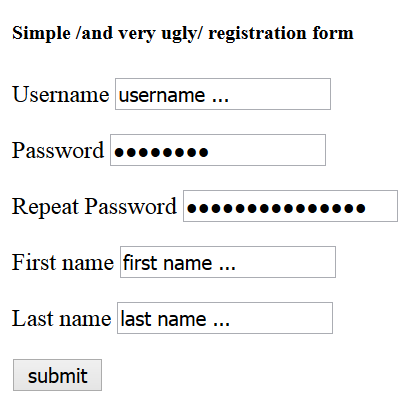 Simple /and very ugly/ registration form
Username username ...
Password ●●●●●●●●
Repeat Password ●●●●●●●●●●●●●●●
First name first name ...
Last name last name ...
submit